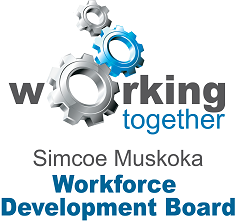 working
together
Simcoe Muskoka
Workforce
Development Board